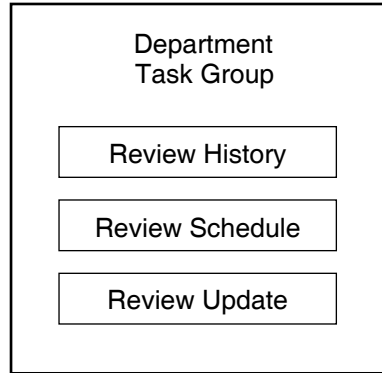 Department
Task Group
Review History
Review Schedule
Review Update